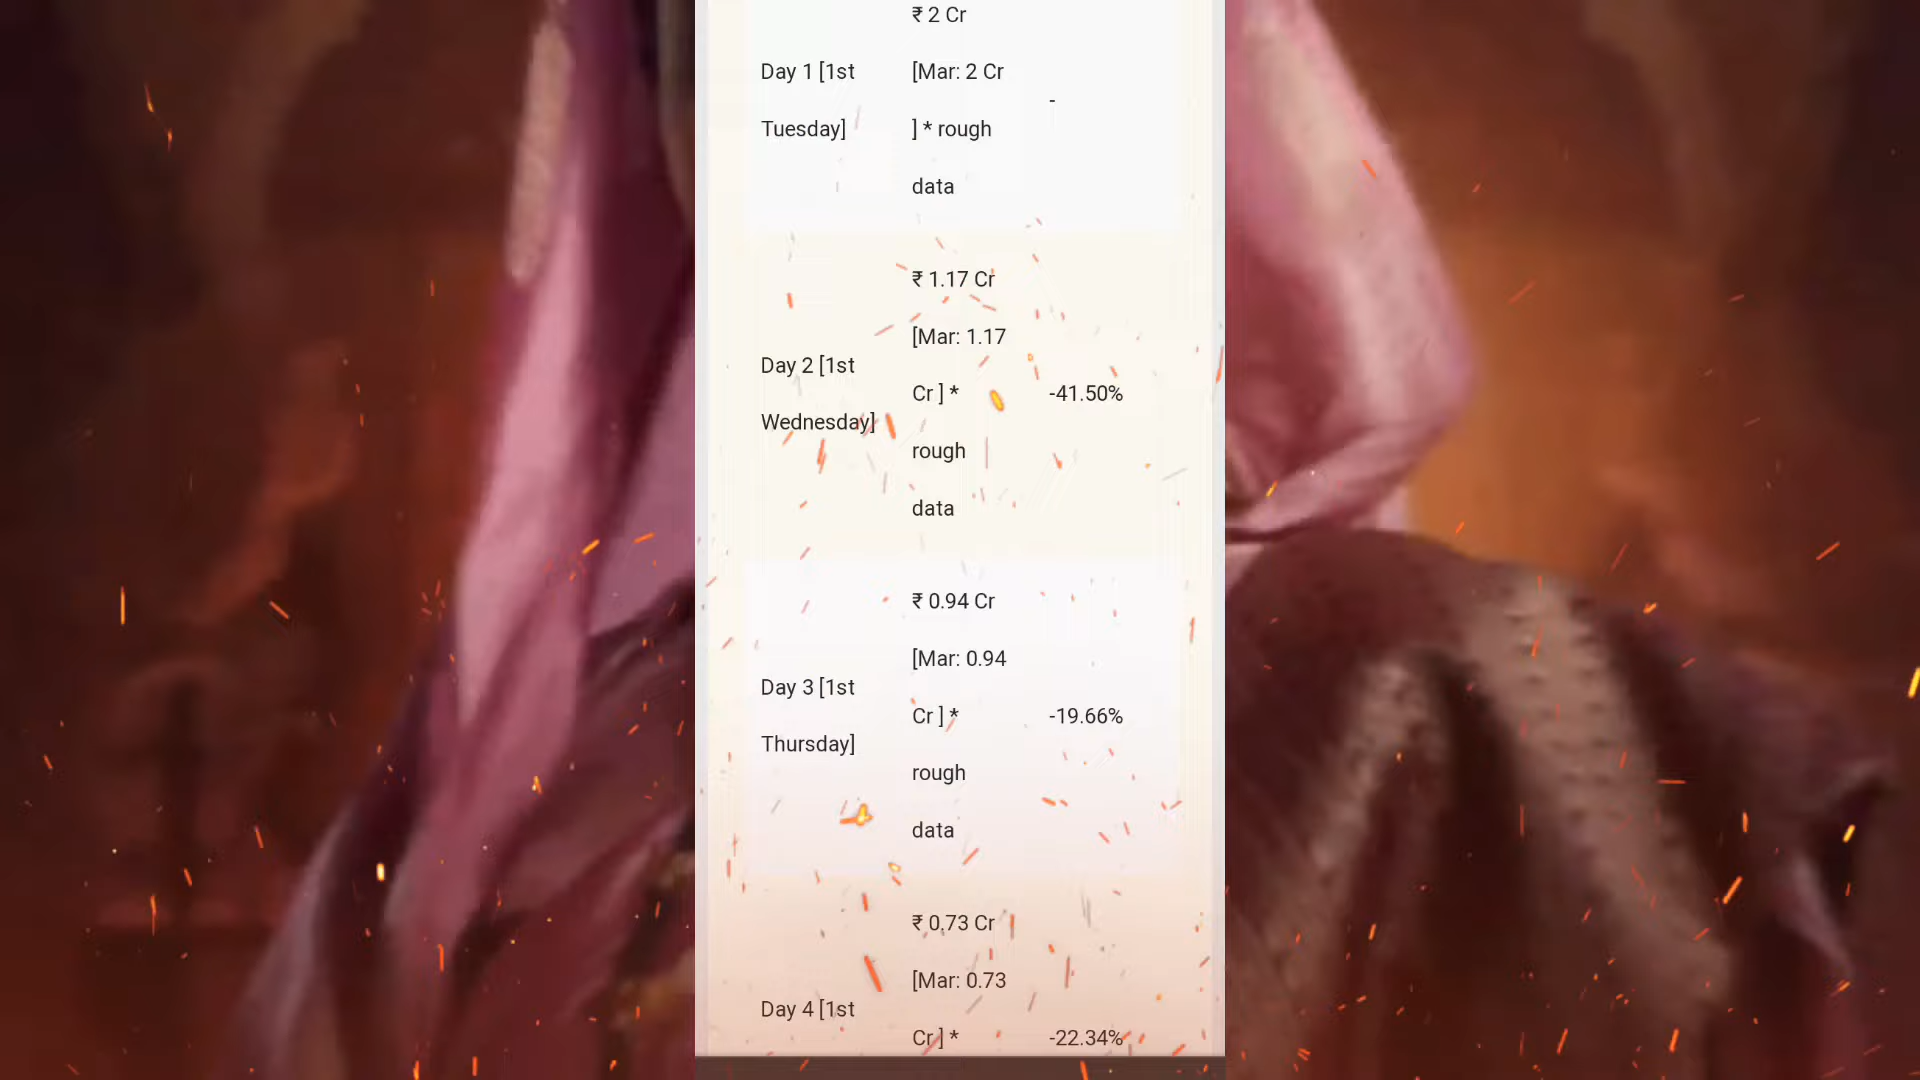 ₹ 2 Cr
[Mar: 2 Cr
Day 1 [1st
-
] * rough
Tuesday]
data
₹ 1.17 Cr
[Mar: 1.17
Day 2 [1st
Cr ] *
-41.50%
Wednesday]
rough
data
₹ 0.94 Cr
[Mar: 0.94
Day 3 [1st
Cr ] *
-19.66%
Thursday]
rough
data
₹ 0.73 Cr
[Mar: 0.73
Day 4 [1st
Cr ] *
-22.34%